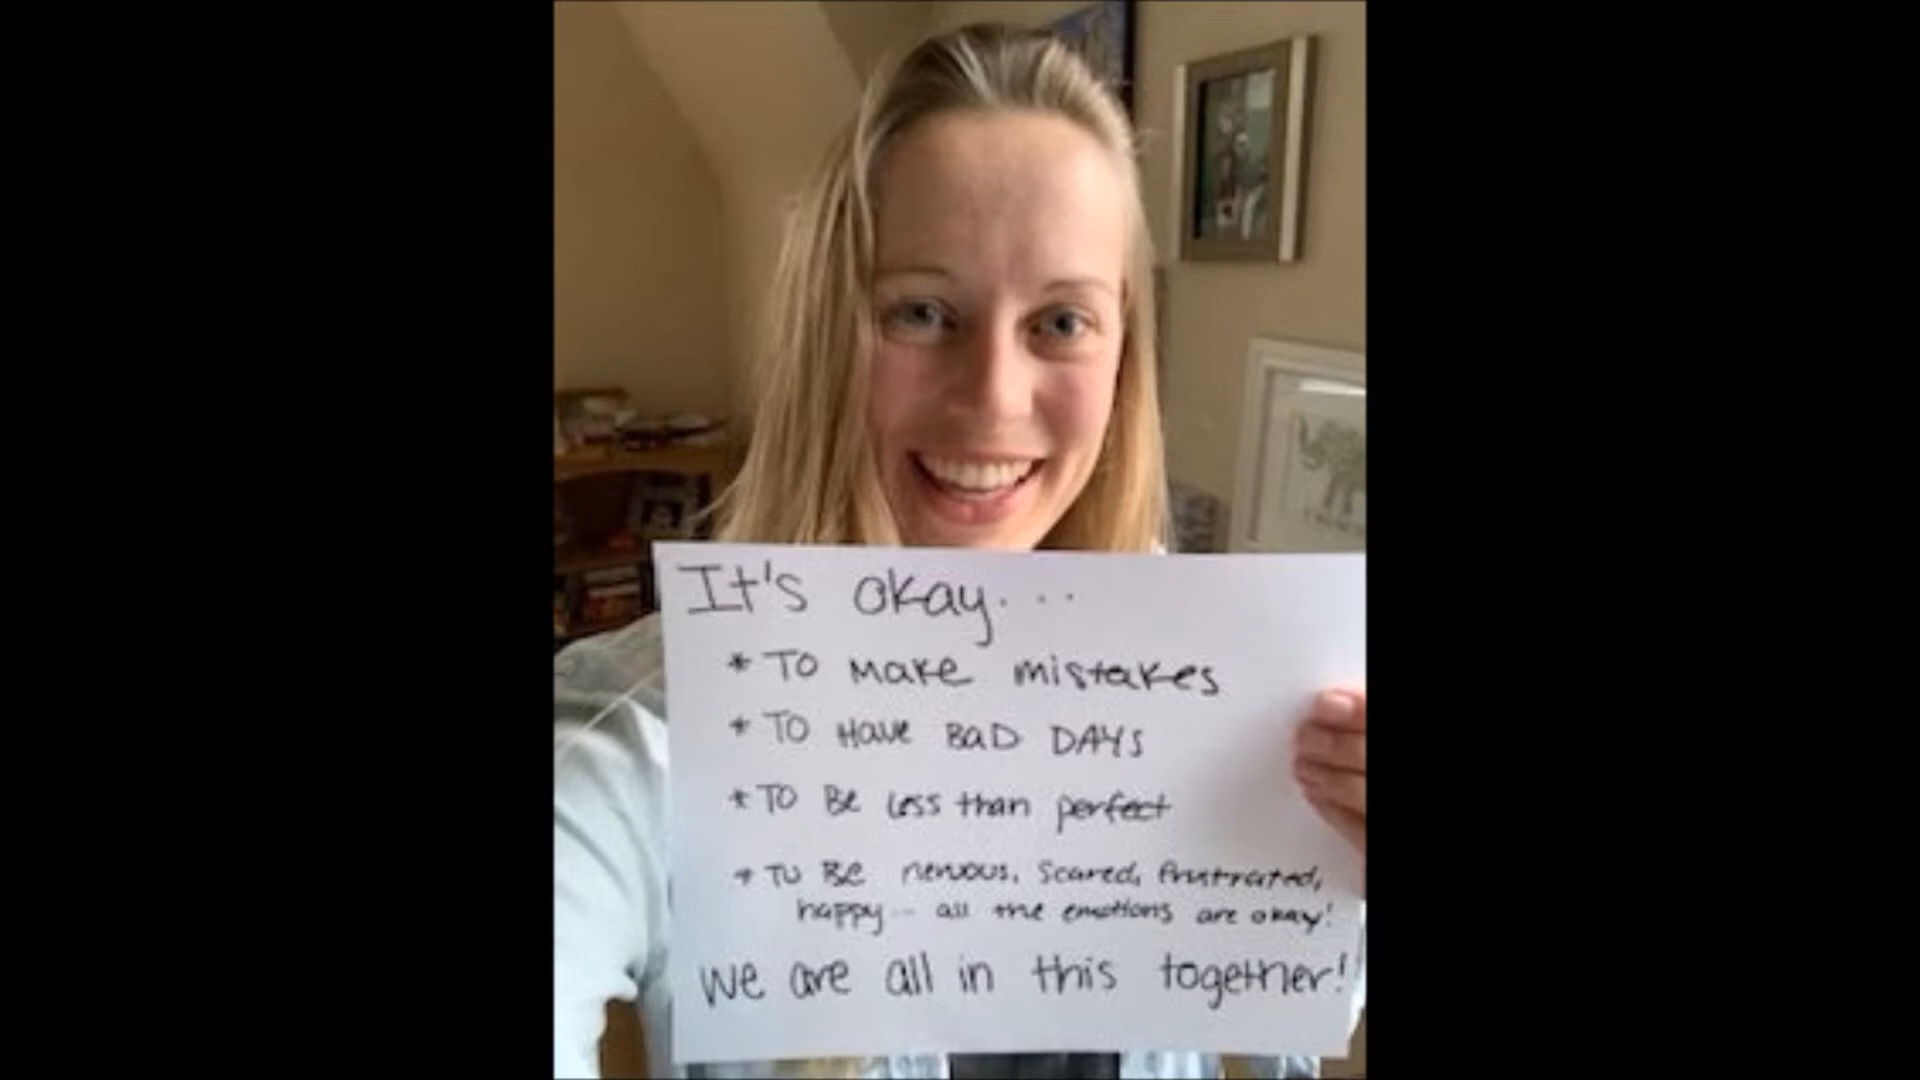 It's okay...
* TO make mistakes
* TO Have BaD DAYS
* TO Be Less than perfect
* TO Be nervous, scared, frustrated,
happy... all the emotions are okay!
We are all in this together!